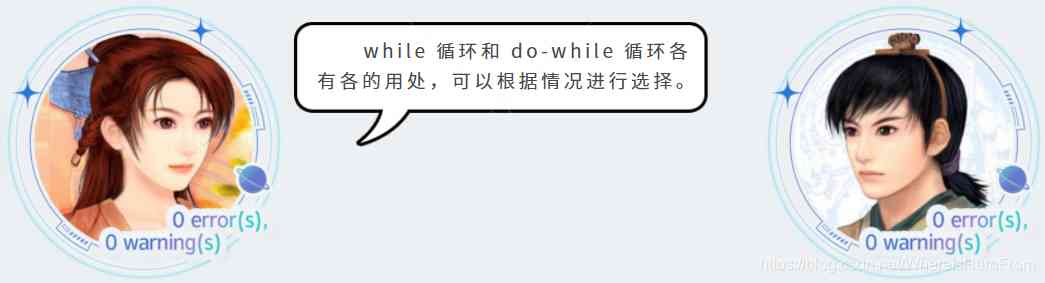 while 循环和 do-while 循环各
有各的用处，可以根据情况进行选择。
0 error(s),
0 warning(s)
0 error(s),
0 warning(s)
https://blog.csdn.net/WhereIsHeroFrom